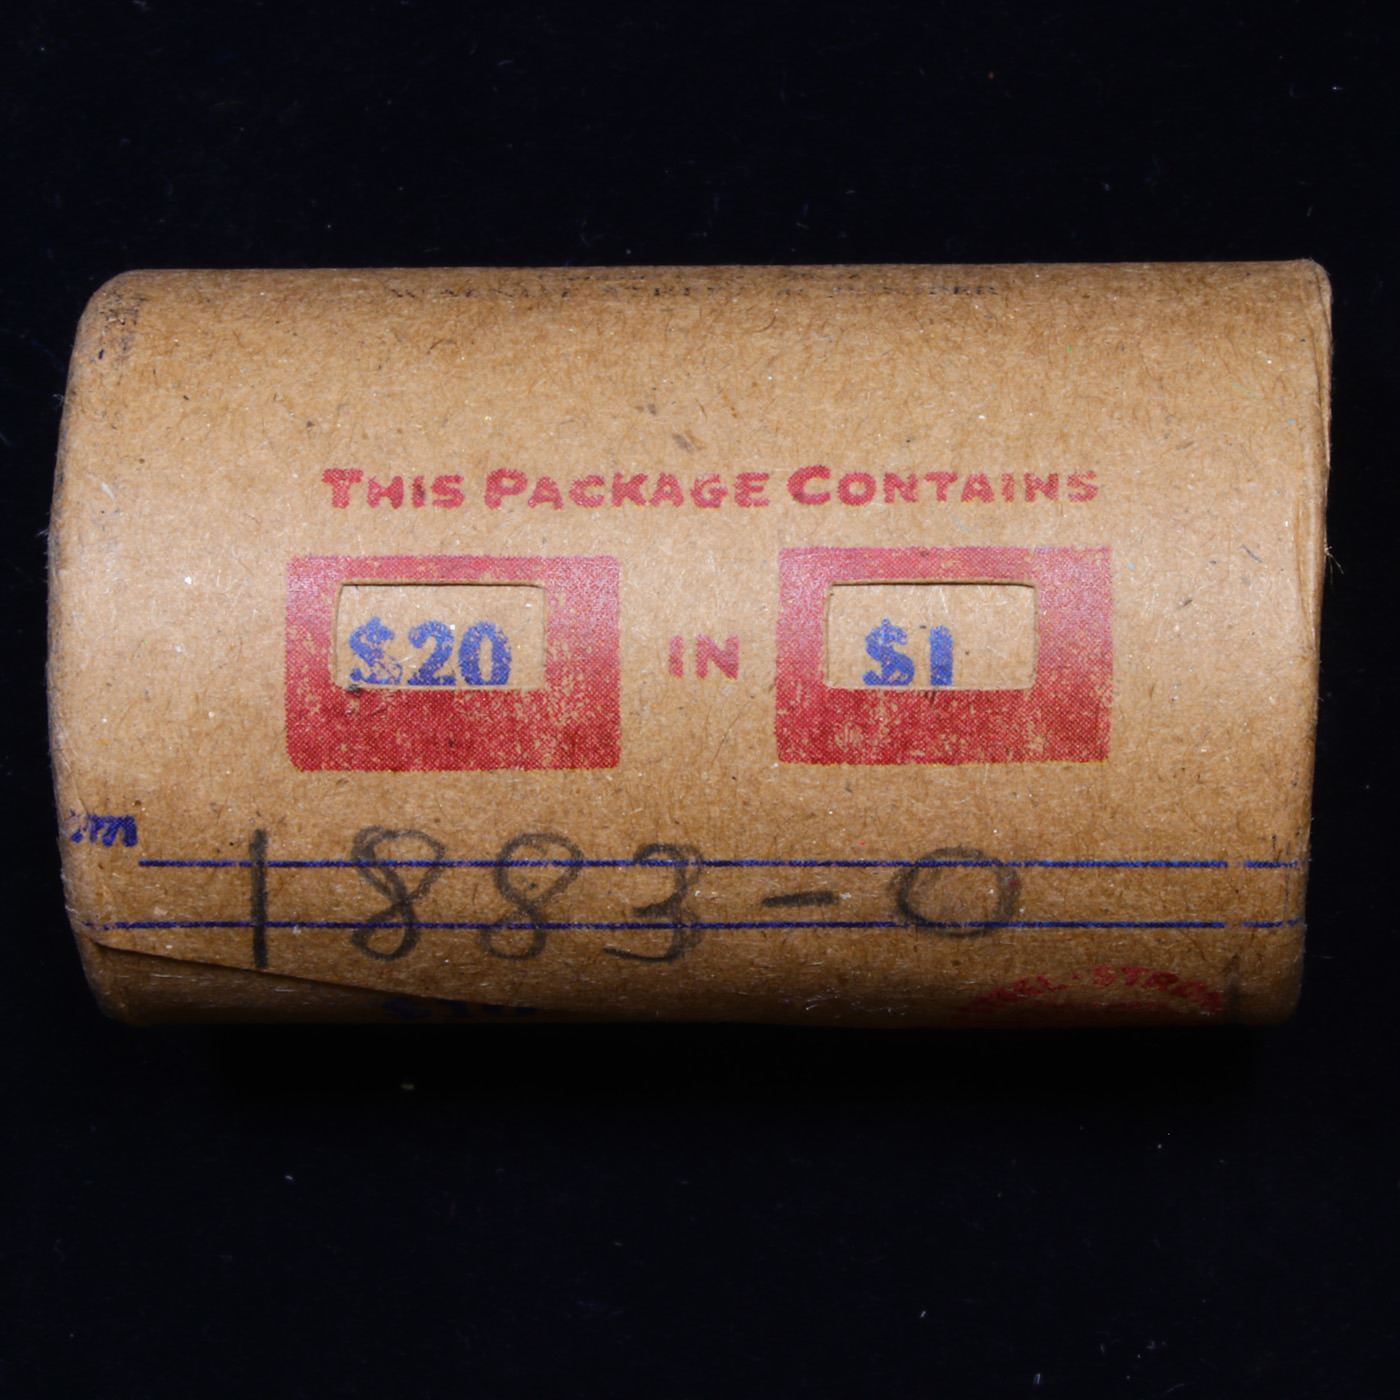 THIS PACKAGE CONTAINS
$20 IN $1
1883-O